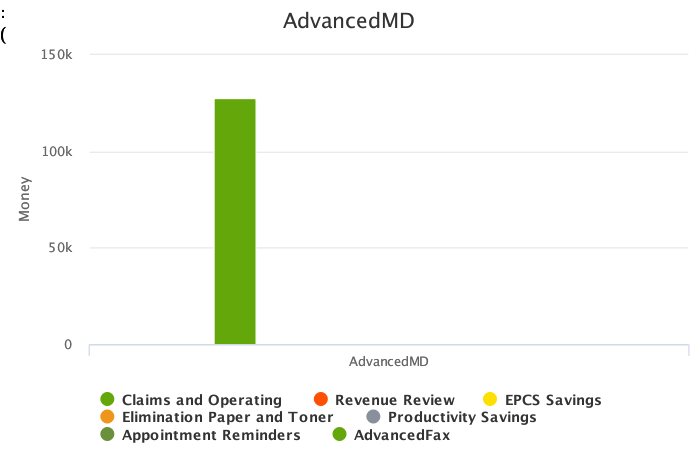 :
(
AdvancedMD
150k
100k
50k
0
Money
AdvancedMD
Claims and Operating Revenue Review EPCS Savings
Elimination Paper and Toner Productivity Savings
Appointment Reminders AdvancedFax